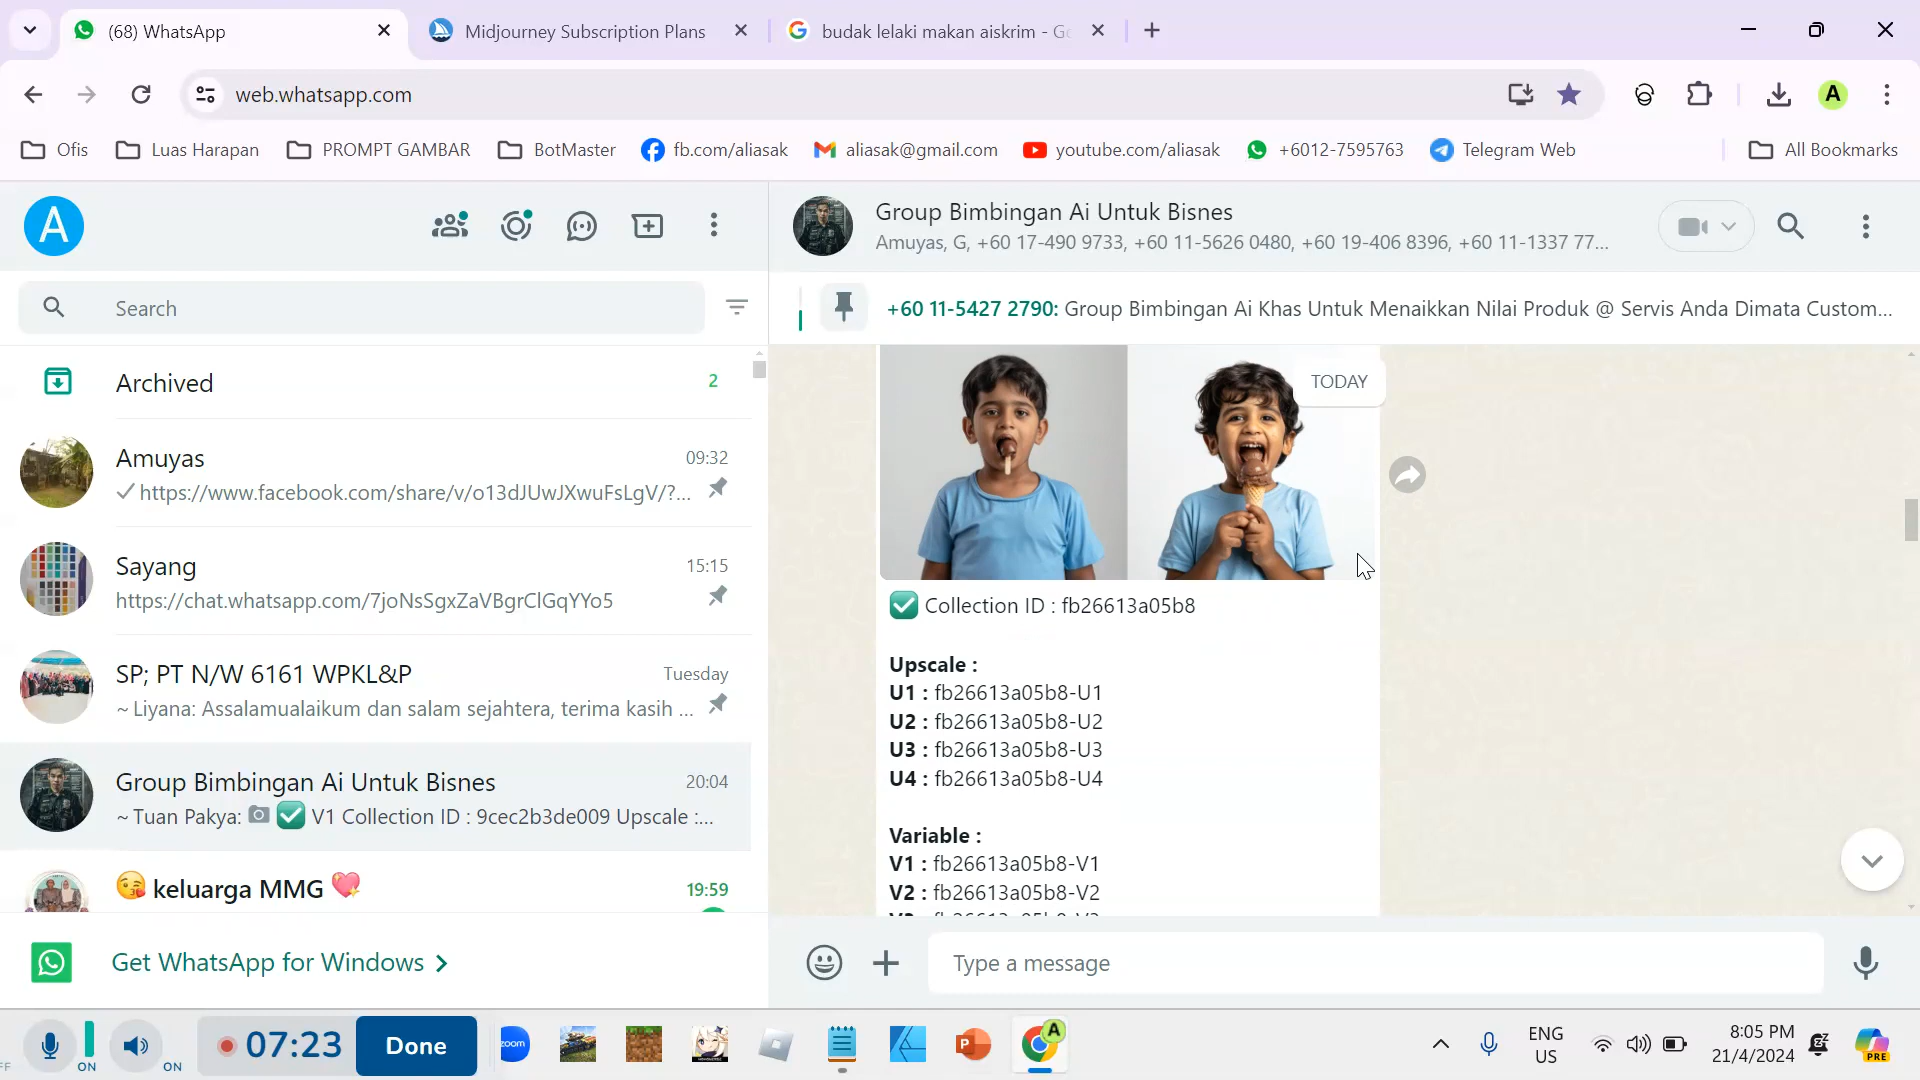 (68) WhatsApp
Midjourney Subscription Plans
budak lelaki makan aiskrim - Go
web.whatsapp.com
A
Ofis
Luas Harapan
PROMPT GAMBAR
BotMaster
fb.com/aliasak
aliasak@gmail.com
youtube.com/aliasak
+6012-7595763
Telegram Web
All Bookmarks
A
Search
Archived
2
Amuyas
09:32
https://www.facebook.com/share/v/o13dJUwJXwuFsLgV/?...
Sayang
15:15
https://chat.whatsapp.com/7joNsSgxZaVBgrClGqYYo5
SP; PT N/W 6161 WPKL&P
Tuesday
~ Liyana: Assalamualaikum dan salam sejahtera, terima kasih ...
Group Bimbingan Ai Untuk Bisnes
20:04
~ Tuan Pakya: 📷 ✅ V1 Collection ID : 9cec2b3de009 Upscale :...
😘 keluarga MMG 💖
19:59
Get WhatsApp for Windows
Group Bimbingan Ai Untuk Bisnes
Amuyas, G, +60 17-490 9733, +60 11-5626 0480, +60 19-406 8396, +60 11-1337 77...
+60 11-5427 2790: Group Bimbingan Ai Khas Untuk Menaikkan Nilai Produk @ Servis Anda Dimata Custom...
TODAY
✅ Collection ID : fb26613a05b8
Upscale :
U1 : fb26613a05b8-U1
U2 : fb26613a05b8-U2
U3 : fb26613a05b8-U3
U4 : fb26613a05b8-U4
Variable :
V1 : fb26613a05b8-V1
V2 : fb26613a05b8-V2
Type a message
ON
ON
07:23
Done
zoom
A
ENG
US
8:05 PM
21/4/2024
PRE